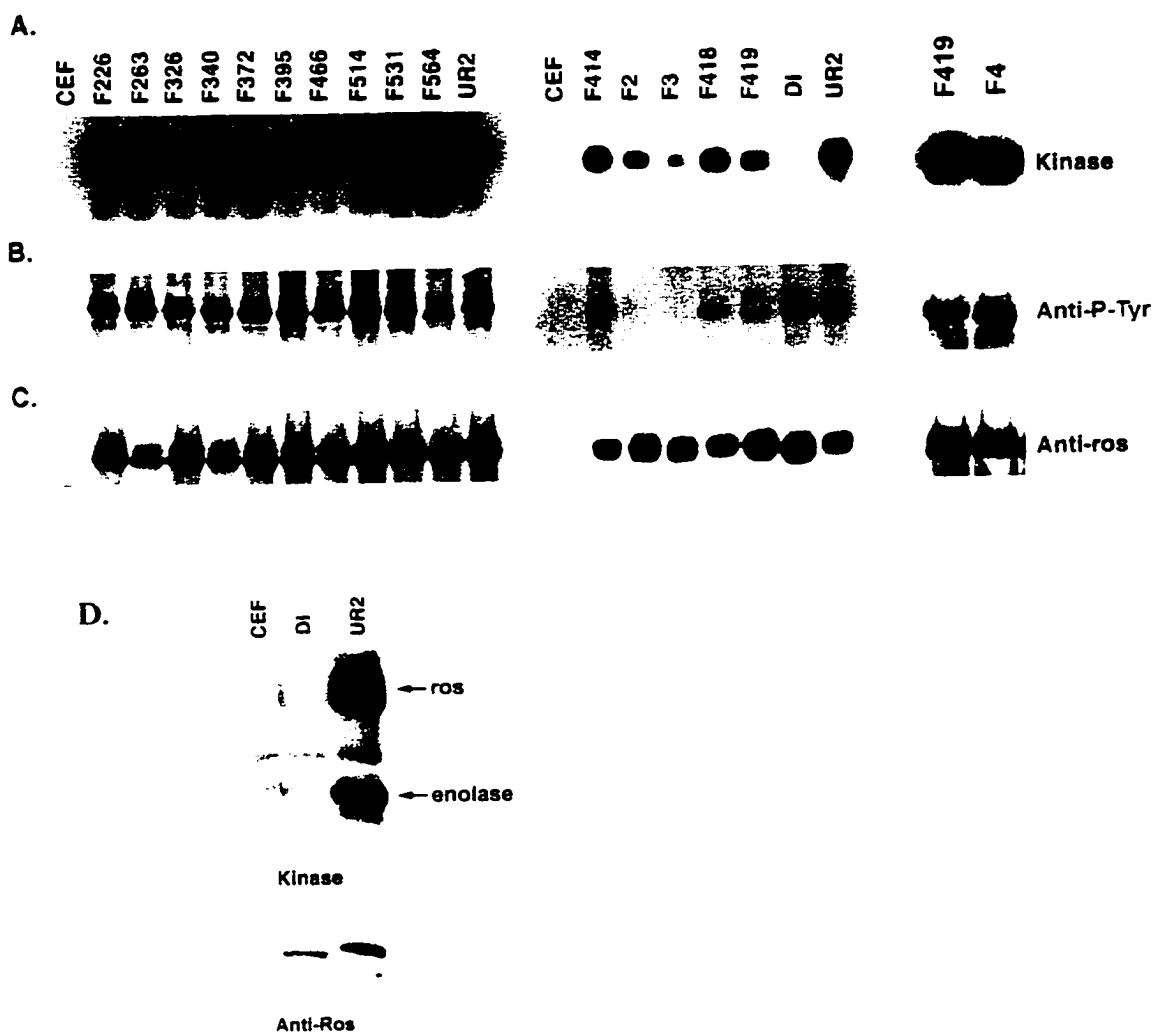 A.
CEF F226 F263 F326 F340 F372 F395 F466 F514 F531 F564 UR2 CEF F414 F2 F3 F418 F419 DI UR2 F419 F4
Kinase
B.
Anti-P-Tyr
C.
Anti-ros
D.
CEF DI UR2
ros
enolase
Kinase
Anti-Ros